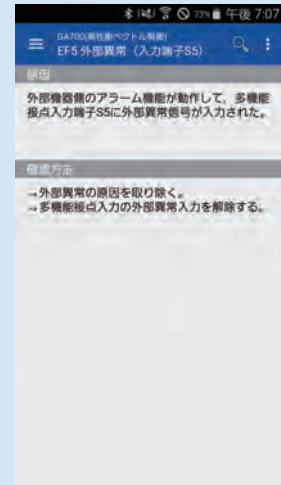 73% 午後 7:07
GA700(高性能ベクトル制御)
EF5 外部異常（入力端子S5）
原因
外部機器側のアラーム機能が動作して，多機能
接点入力端子S5に外部異常信号が入力された。
確認方法
→外部異常の原因を取り除く。
→多機能接点入力の外部異常入力を解除する。